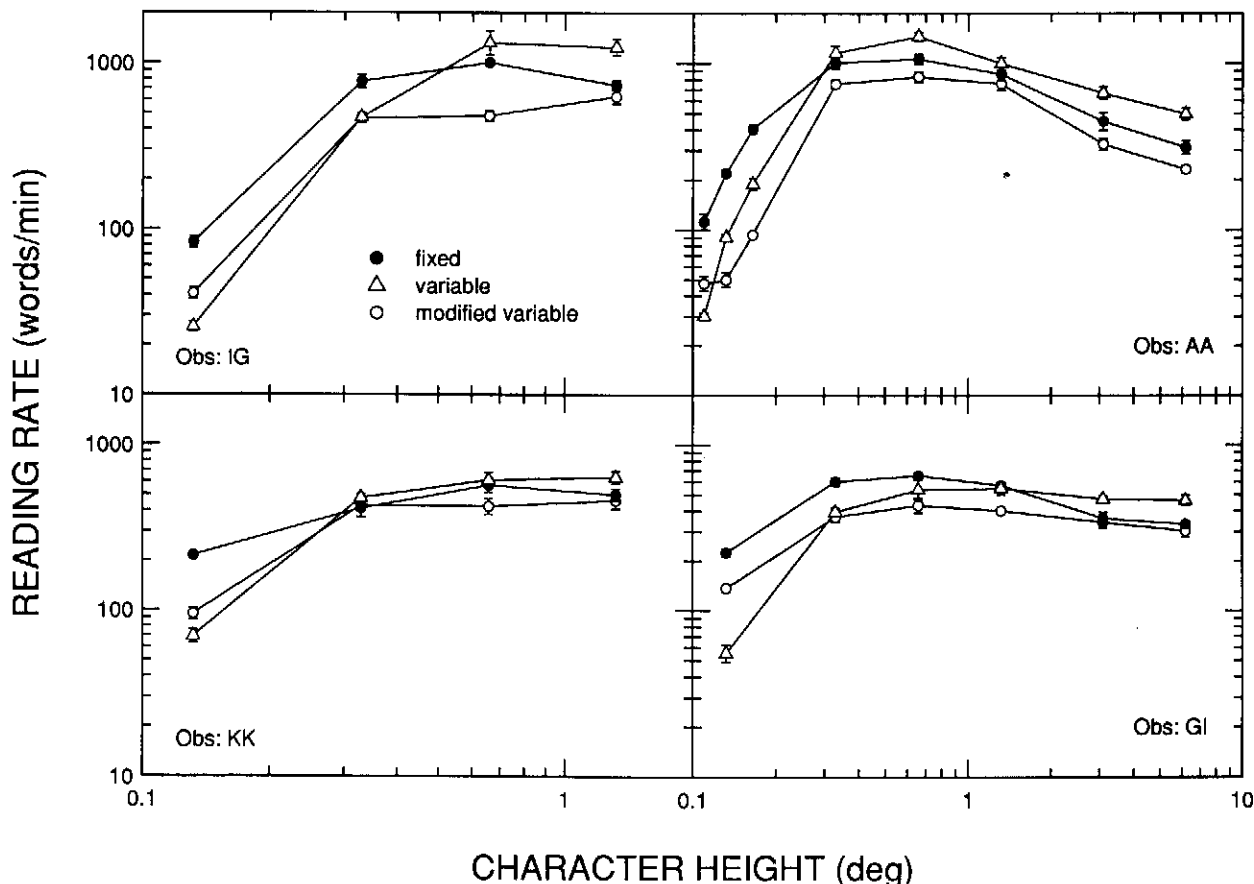 READING RATE (words/min)
1000
100
10
fixed
variable
modified variable
Obs: IG
Obs: AA
1000
100
10
Obs: KK
Obs: GI
0.1
1
0.1
1
10
CHARACTER HEIGHT (deg)